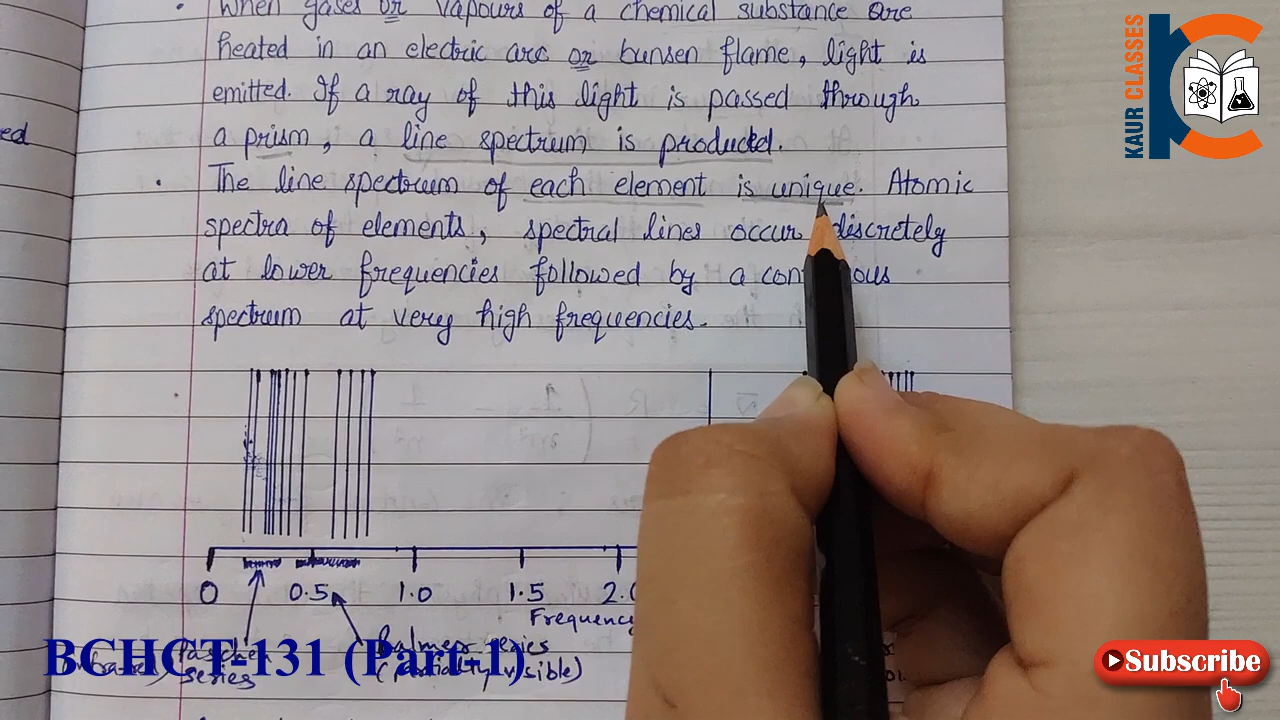 When gases or vapours of a chemical substance are
heated in an electric arc or bunsen flame, light is
emitted. If a ray of this light is passed through
a prism, a line spectrum is produced.
The line spectrum of each element is unique. Atomic
spectra of elements, spectral lines occur discretely
at lower frequencies followed by a con ous
spectrum at very high frequencies.
0 0.5 1.0 1.5 2.0
Frequency
Balmer series
(partially visible)
Paschen
series
ed
KAUR CLASSES
BCHCT-131 (Part-1)
Subscribe